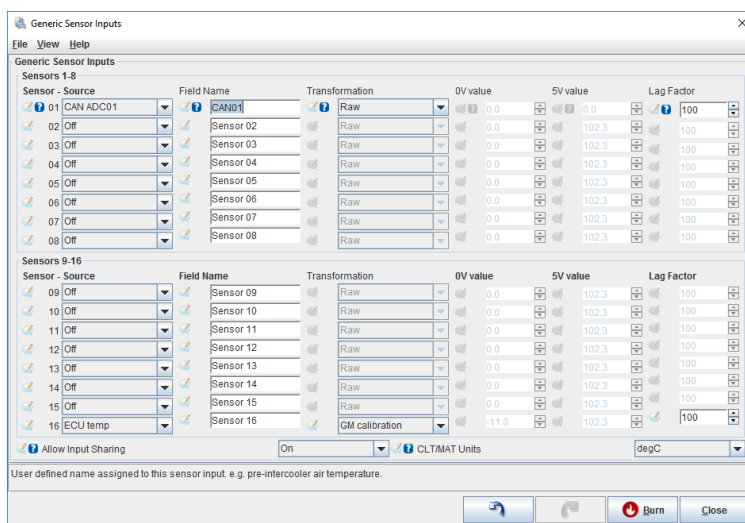 Generic Sensor Inputs
File View Help
Generic Sensor Inputs
Sensors 1-8
Sensor - Source Field Name Transformation 0V value 5V value Lag Factor
01 CAN ADC01 CAN01 Raw 0.0 0.0 100
02 Off Sensor 02 Raw 0.0 102.3 100
03 Off Sensor 03 Raw 0.0 102.3 100
04 Off Sensor 04 Raw 0.0 102.3 100
05 Off Sensor 05 Raw 0.0 102.3 100
06 Off Sensor 06 Raw 0.0 102.3 100
07 Off Sensor 07 Raw 0.0 102.3 100
08 Off Sensor 08 Raw 0.0 102.3 100
Sensors 9-16
Sensor - Source Field Name Transformation 0V value 5V value Lag Factor
09 Off Sensor 09 Raw 0.0 102.3 100
10 Off Sensor 10 Raw 0.0 102.3 100
11 Off Sensor 11 Raw 0.0 102.3 100
12 Off Sensor 12 Raw 0.0 102.3 100
13 Off Sensor 13 Raw 0.0 102.3 100
14 Off Sensor 14 Raw 0.0 102.3 100
15 Off Sensor 15 Raw 0.0 102.3 100
16 ECU temp Sensor 16 GM calibration -11.0 102.3 100
Allow Input Sharing On CLT/MAT Units degC
User defined name assigned to this sensor input. e.g. pre-intercooler air temperature.
Burn Close